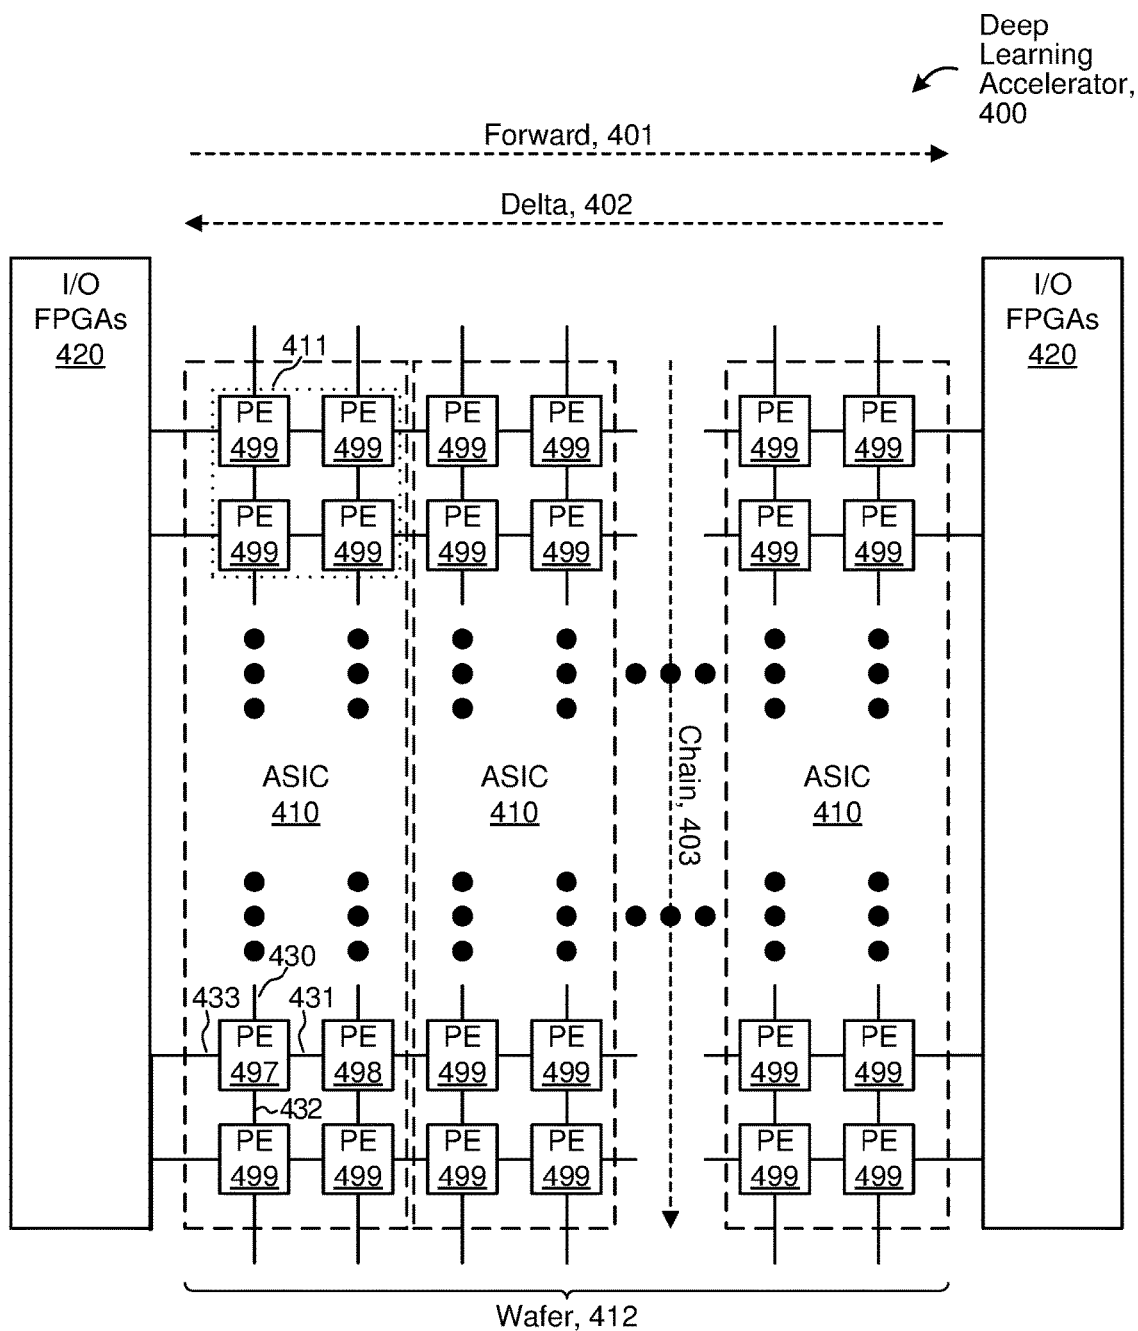 Deep
Learning
Accelerator,
400
Forward, 401
Delta, 402
I/O
FPGAs
420
I/O
FPGAs
420
411
PE PE PE PE PE PE
499 499 499 499 499 499
PE PE PE PE PE PE
499 499 499 499 499 499
Chain, 403
ASIC ASIC ASIC
410 410 410
430
433 431
PE PE PE PE PE PE
497 498 499 499 499 499
432
PE PE PE PE PE PE
499 499 499 499 499 499
Wafer, 412